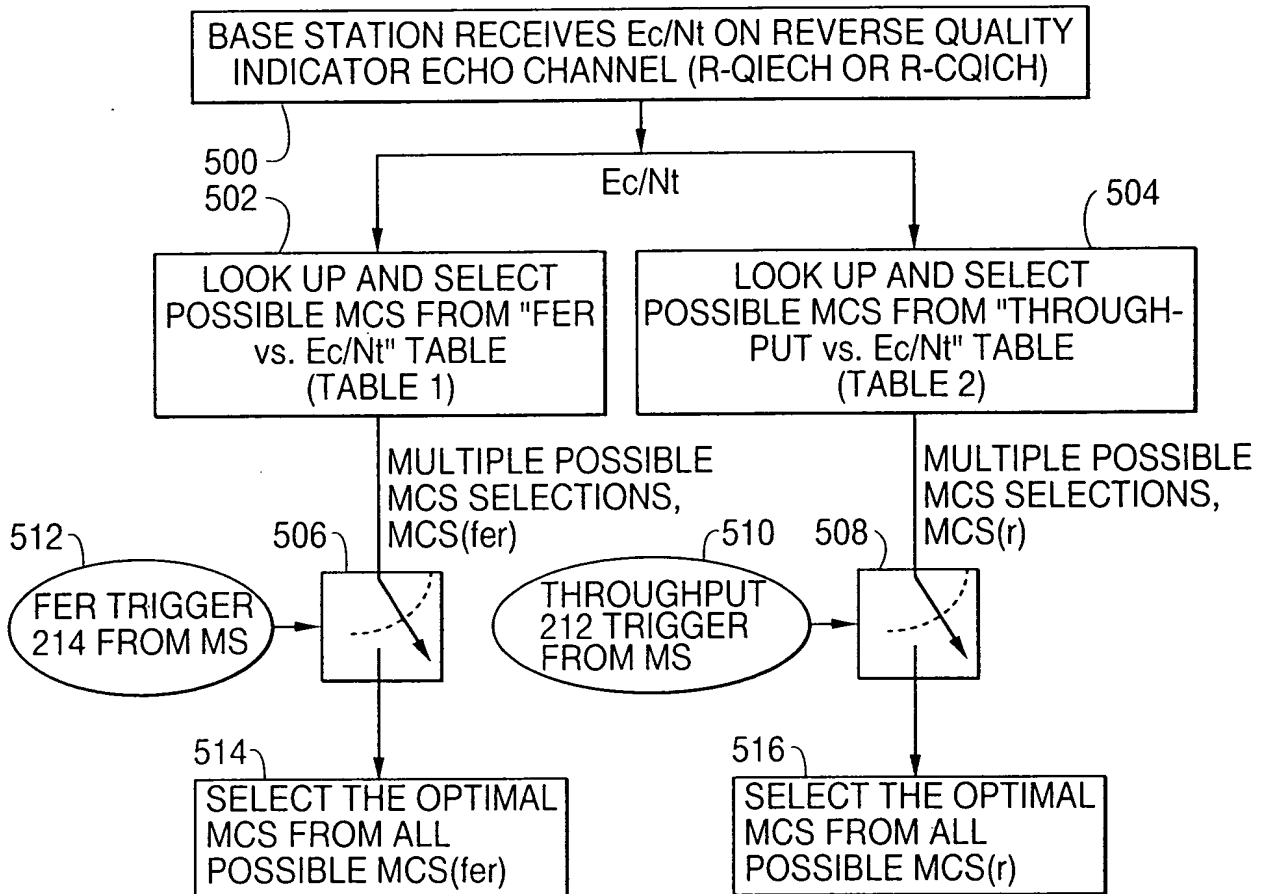 BASE STATION RECEIVES Ec/Nt ON REVERSE QUALITY
INDICATOR ECHO CHANNEL (R-QIECH OR R-CQICH)
500
502
Ec/Nt
504
LOOK UP AND SELECT
POSSIBLE MCS FROM "FER
vs. Ec/Nt" TABLE
(TABLE 1)
LOOK UP AND SELECT
POSSIBLE MCS FROM "THROUGH-
PUT vs. Ec/Nt" TABLE
(TABLE 2)
MULTIPLE POSSIBLE
MCS SELECTIONS,
MCS(fer)
MULTIPLE POSSIBLE
MCS SELECTIONS,
MCS(r)
512
506
510
508
FER TRIGGER
214 FROM MS
THROUGHPUT
212 TRIGGER
FROM MS
514
SELECT THE OPTIMAL
MCS FROM ALL
POSSIBLE MCS(fer)
516
SELECT THE OPTIMAL
MCS FROM ALL
POSSIBLE MCS(r)